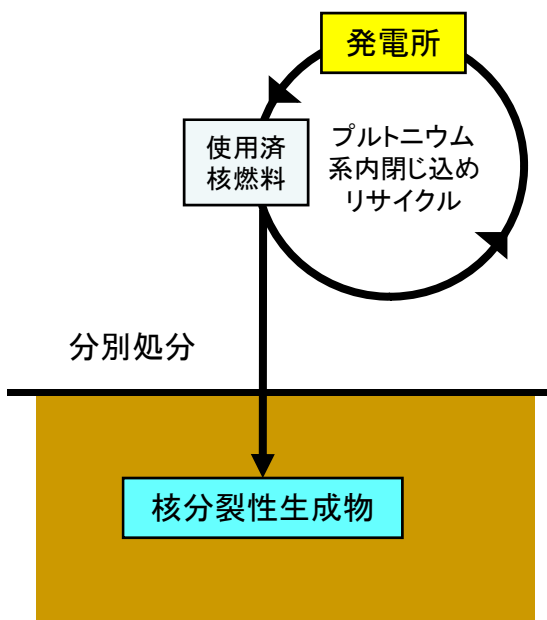 発電所
使用済
核燃料
プルトニウム
系内閉じ込め
リサイクル
分別処分
核分裂性生成物